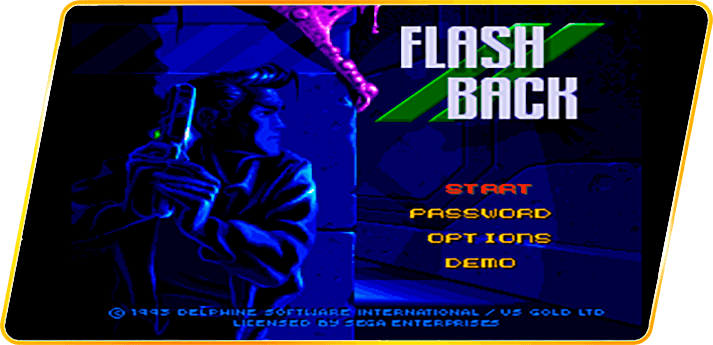 FLASH
BACK
START
PASSWORD
OPTIONS
DEMO
© 1993 DELPHINE SOFTWARE INTERNATIONAL / US GOLD LTD
LICENSED BY SEGA ENTERPRISES